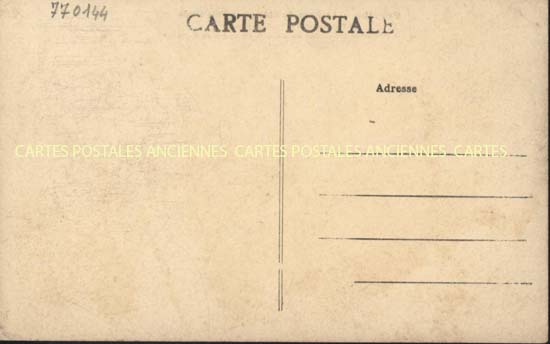 770144
CARTE POSTALE
Adresse
CARTES POSTALES ANCIENNES CARTES POSTALES ANCIENNES CARTES